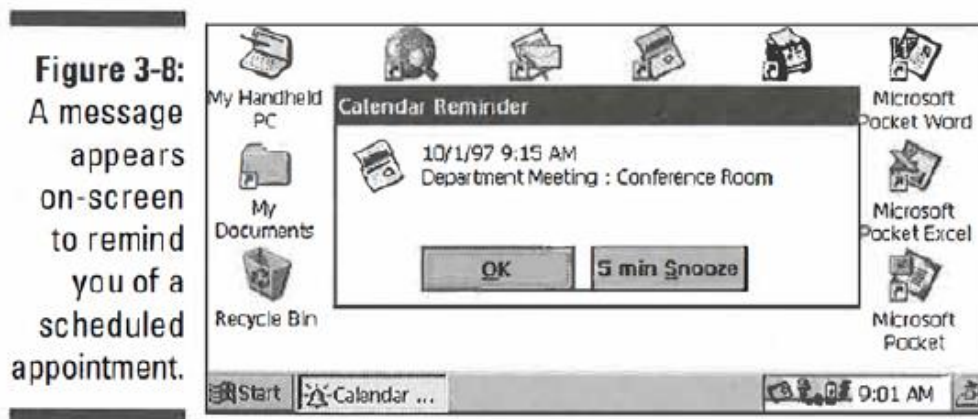 Figure 3-8:
A message
appears
on-screen
to remind
you of a
scheduled
appointment.
My Handheld
PC
My
Documents
Recycle Bin
Calendar Reminder
10/1/97 9:15 AM
Department Meeting : Conference Room
OK
5 min Snooze
Microsoft
Pocket Word
Microsoft
Pocket Excel
Microsoft
Pocket
Start
Calendar ...
9:01 AM